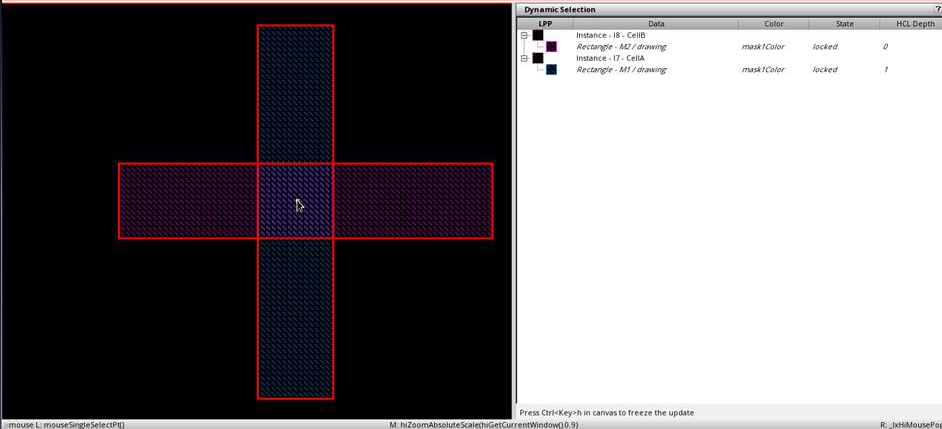 Dynamic Selection ?
LPP Data Color State HCL Depth
Instance - I8 - CellB
Rectangle - M2 / drawing mask1Color locked 0
Instance - I7 - CellA
Rectangle - M1 / drawing mask1Color locked 1
Press Ctrl<Key>h in canvas to freeze the update
mouse L: mouseSingleSelectPt() M: hiZoomAbsoluteScale(hiGetCurrentWindow() 0.9) R: _lxHiMousePop